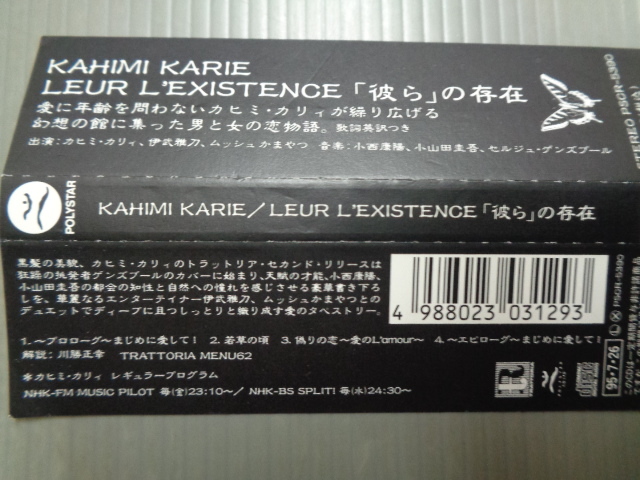 KAHIMI KARIE
LEUR L'EXISTENCE「彼ら」の存在
愛に年齢を問わないカヒミ・カリィが繰り広げる
幻想の館に集った男と女の恋物語。歌詞英訳つき
出演：カヒミ・カリィ、伊武雅刀、ムッシュかまやつ 音楽：小西康陽、小山田圭吾、セルジュ・ゲンズブール
STEREO PSCR-5390
POLYSTAR
KAHIMI KARIE／LEUR L'EXISTENCE「彼ら」の存在
黒髪の美貌、カヒミ・カリィのトラットリア・セカンド・リリースは
狂騒の挑発者ゲンズブールのカバーに始まり、天賦の才能、小西康陽、
小山田圭吾の都会の知性と自然への憧れを感じさせる豪華書き下ろ
しを、華麗なるエンターテイナー伊武雅刀、ムッシュかまやつとの
デュエットでディープに且つしっとりと織り成す愛のタペストリー。
4 988023 031293
1.〜プロローグ〜まじめに愛して! 2.若草の頃 3.偽りの恋〜愛のL'amour〜 4.〜エピローグ〜まじめに愛して!
解説：川勝正幸 TRATTORIA MENU62
＊カヒミ・カリィ レギュラープログラム
NHK-FM MUSIC PILOT 毎(金)23:10〜／NHK-BS SPLIT! 毎(水)24:30〜
PSCR-5390
95・7・26